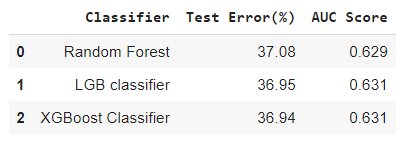 Classifier Test Error(%) AUC Score
0 Random Forest 37.08 0.629
1 LGB classifier 36.95 0.631
2 XGBoost Classifier 36.94 0.631